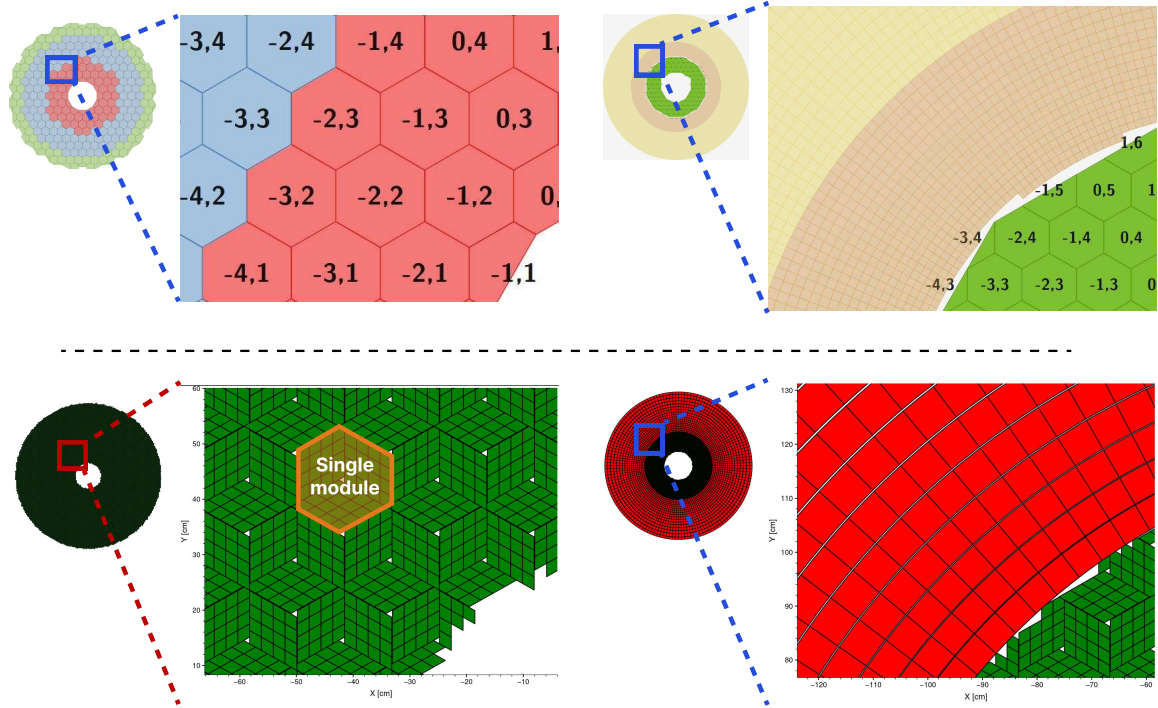 -3,4 -2,4 -1,4 0,4 1,
-3,3 -2,3 -1,3 0,3
-4,2 -3,2 -2,2 -1,2 0,
-4,1 -3,1 -2,1 -1,1
1,6
-1,5 0,5 1
-3,4 -2,4 -1,4 0,4
-4,3 -3,3 -2,3 -1,3 0
60
50
40
30
20
10
Y [cm]
Single
module
−60 −50 −40 −30 −20 −10
X [cm]
130
120
110
100
90
80
Y [cm]
−120 −110 −100 −90 −80 −70 −60
X [cm]